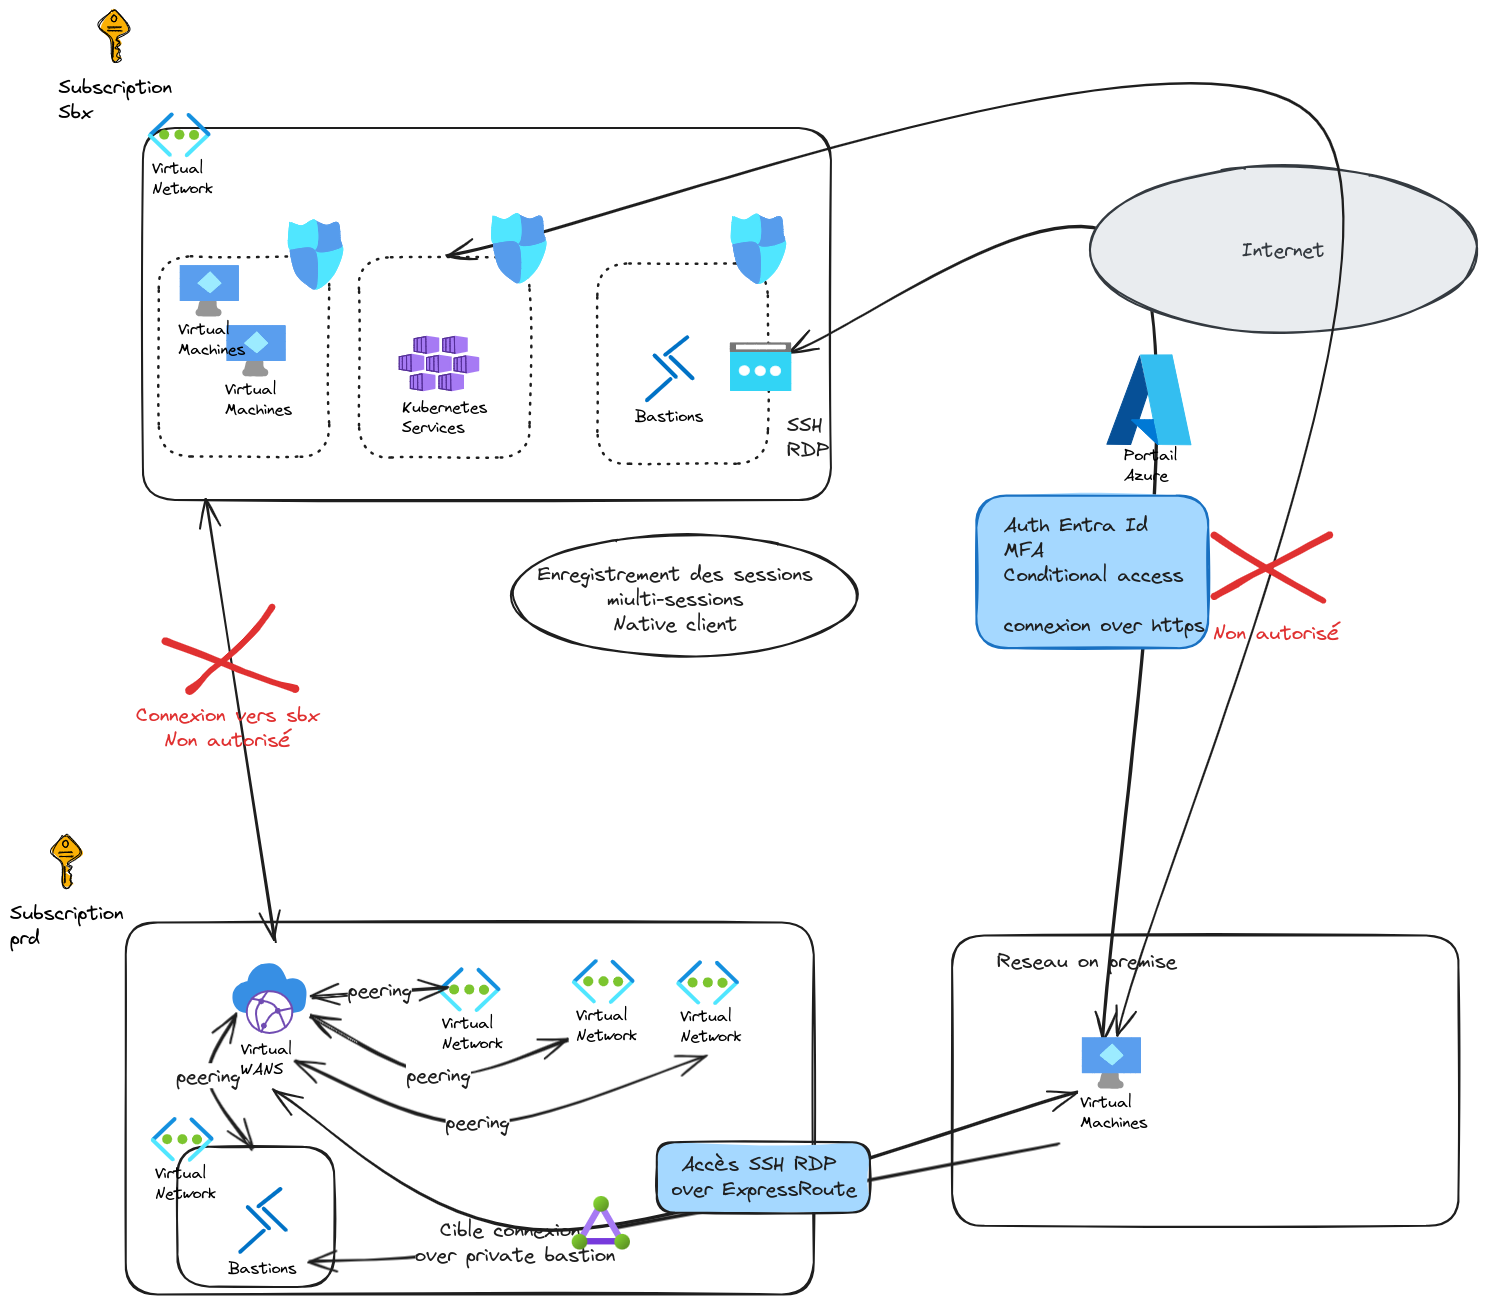 Subscription
Sbx
Virtual
Network
Internet
Virtual
Machines
Virtual
Machines
Kubernetes
Services
Bastions
SSH
RDP
Portail
Azure
Auth Entra Id
MFA
Conditional access
connexion over https
Non autorisé
Enregistrement des sessions
miulti-sessions
Native client
Connexion vers sbx
Non autorisé
Subscription
prd
peering
Virtual
Network
Virtual
Network
Virtual
Network
Virtual
WANS
peering
peering
peering
Virtual
Network
Bastions
Accès SSH RDP
over ExpressRoute
Cible connexion
over private bastion
Reseau on premise
Virtual
Machines